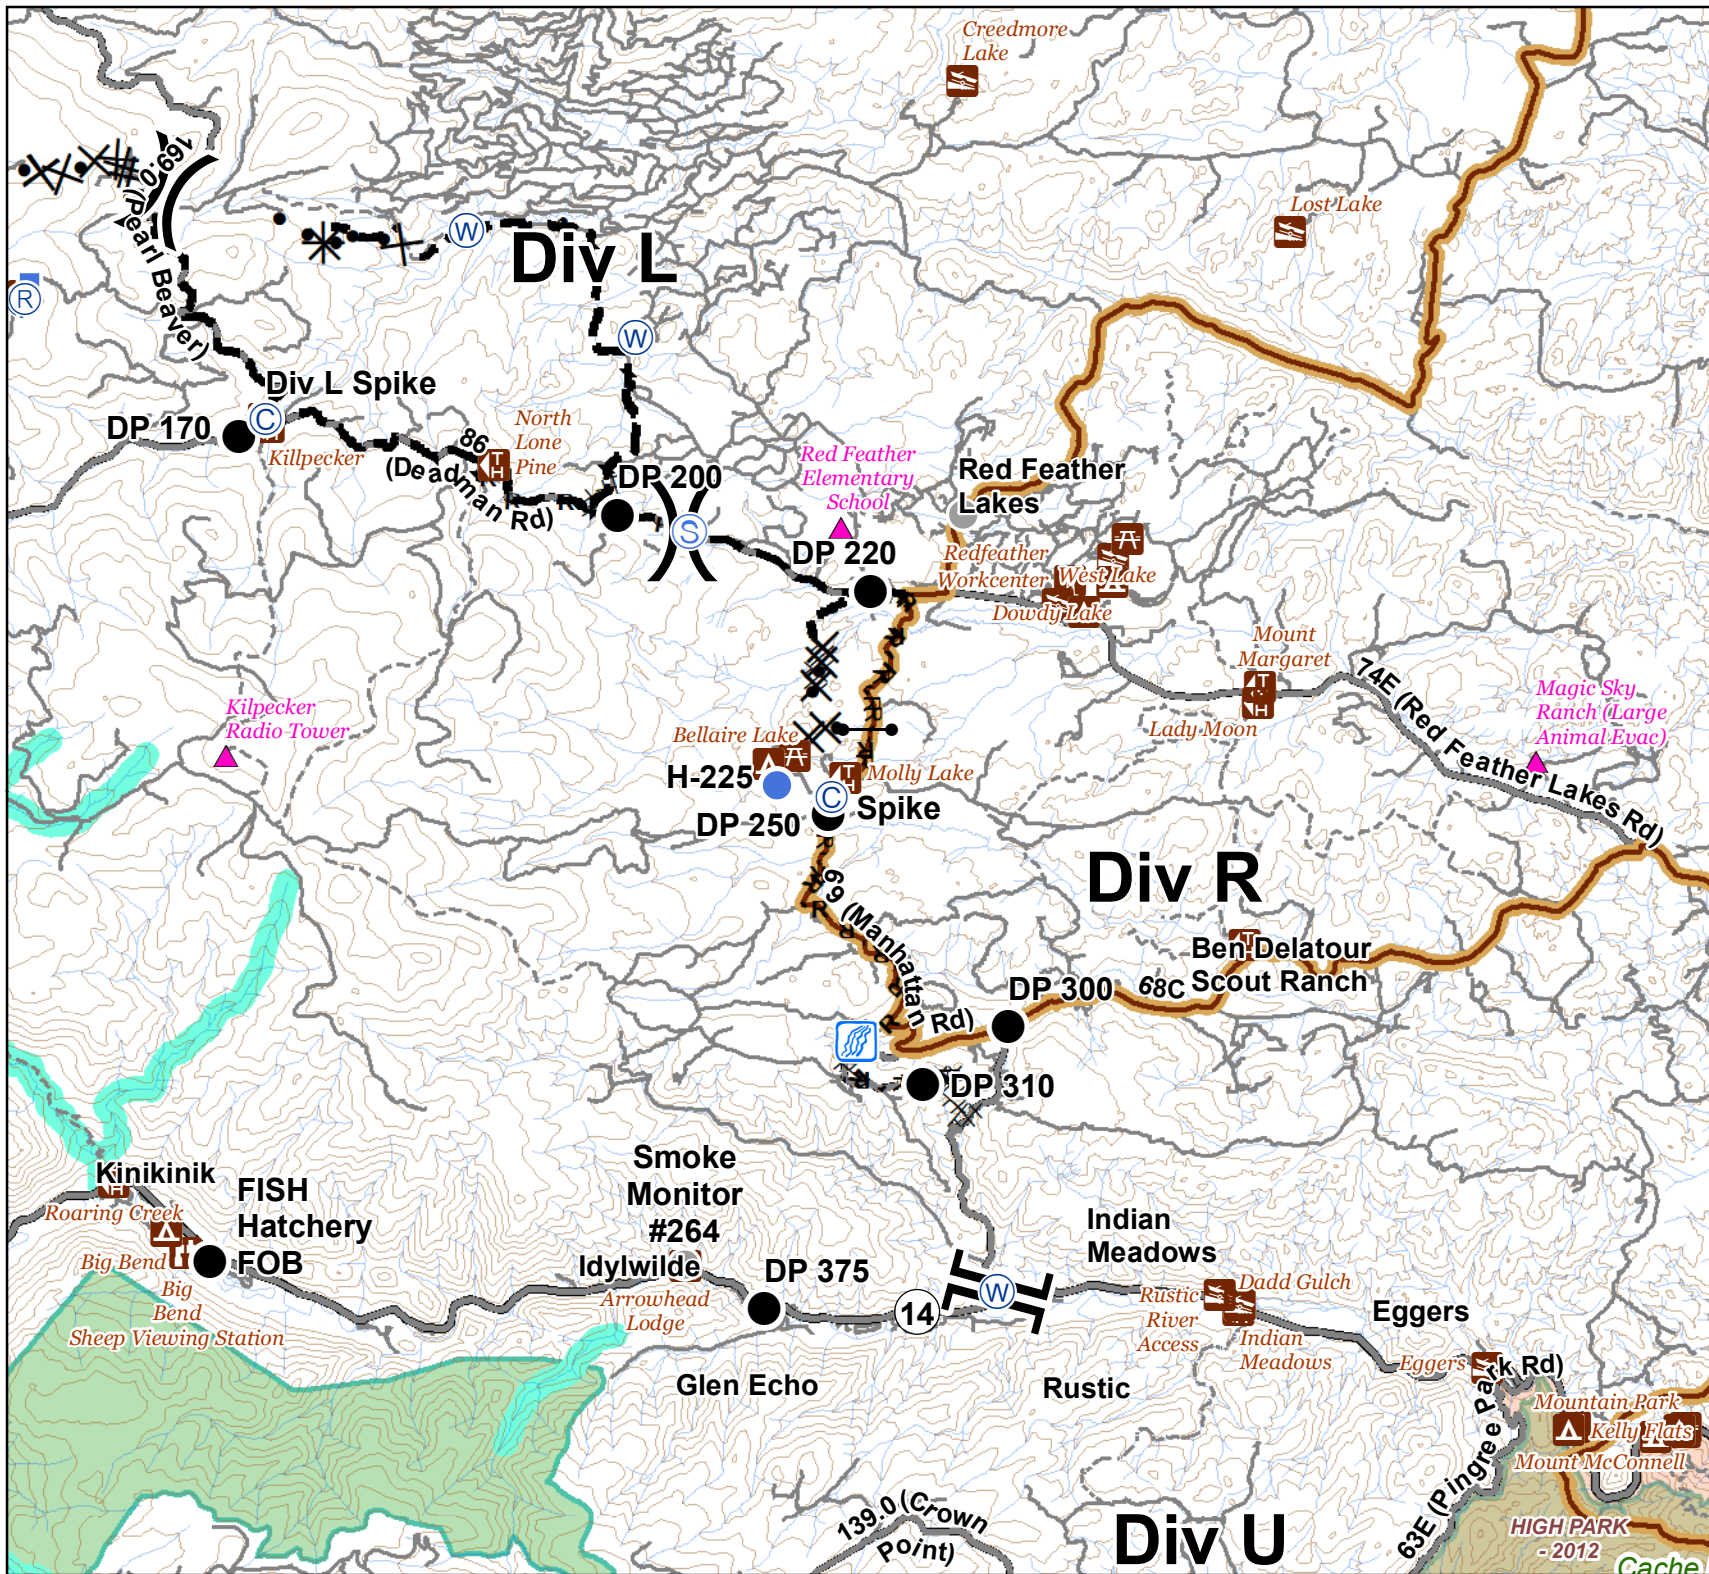 Creedmore
Lake
169.0
(Pearl Beaver)
Lost Lake
W
Div L
R
W
Div L Spike
C
DP 170
Killpecker
86
(Deadman Rd)
North
Lone
Pine
T
H
DP 200
S
Red Feather
Elementary
School
Red Feather
Lakes
DP 220
Redfeather
Workcenter
West Lake
Dowdy Lake
Mount
Margaret
Lady Moon
74E (Red Feather Lakes Rd)
Magic Sky
Ranch (Large
Animal Evac)
Kilpecker
Radio Tower
Bellaire Lake
H-225
Molly Lake
C
Spike
DP 250
69 (Manhattan
Rd)
Div R
Ben Delatour
Scout Ranch
68C
DP 300
DP 310
Kinikinik
Roaring Creek
FISH
Hatchery
FOB
Big Bend
Big
Bend
Sheep Viewing Station
Smoke
Monitor
#264
Idylwilde
Arrowhead
Lodge
DP 375
14
W
Indian
Meadows
Rustic
River
Access
Dadd Gulch
Indian
Meadows
Eggers
Eggers
Glen Echo
Rustic
63E (Pingree Park Rd)
Mountain Park
Kelly Flats
Mount McConnell
139.0 (Crown
Point)
Div U
HIGH PARK
- 2012
Cache